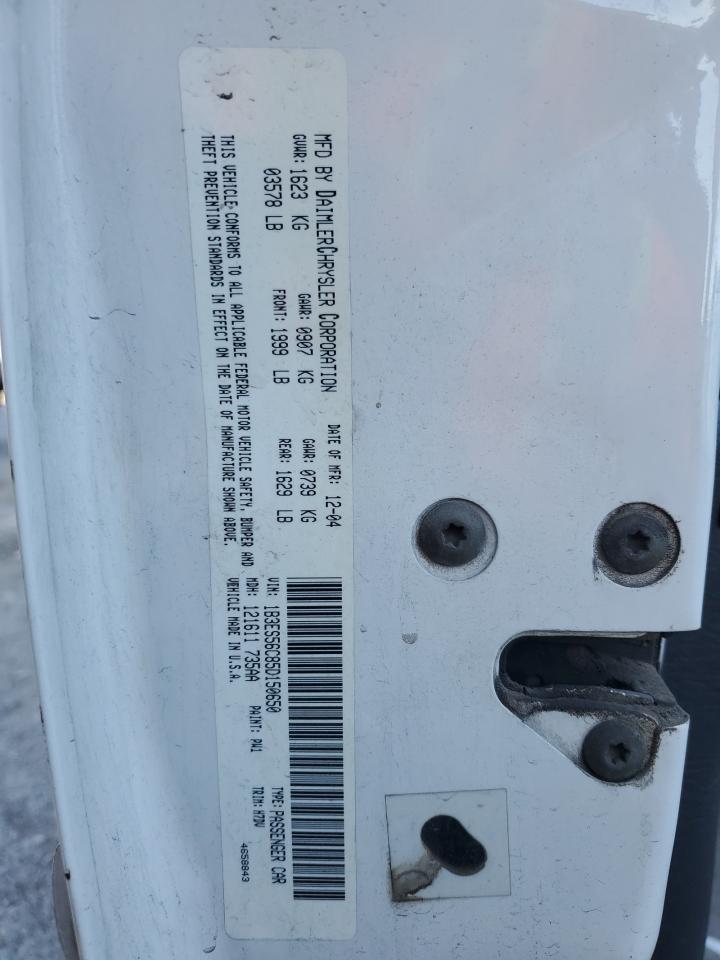 MFD BY DAIMLERCHRYSLER CORPORATION
DATE OF MFR: 12-04
GVWR: 1623 KG
GAWR: 0907 KG
GAWR: 0739 KG
03578 LB
FRONT: 1999 LB
REAR: 1629 LB
THIS VEHICLE CONFORMS TO ALL APPLICABLE FEDERAL MOTOR VEHICLE SAFETY, BUMPER AND
THEFT PREVENTION STANDARDS IN EFFECT ON THE DATE OF MANUFACTURE SHOWN ABOVE.
VIN: 1B3ES56C85D150650
TYPE: PASSENGER CAR
MDH: 121611 735AA
PAINT: PW1
TRIM: H7DV
VEHICLE MADE IN U.S.A.
4658843